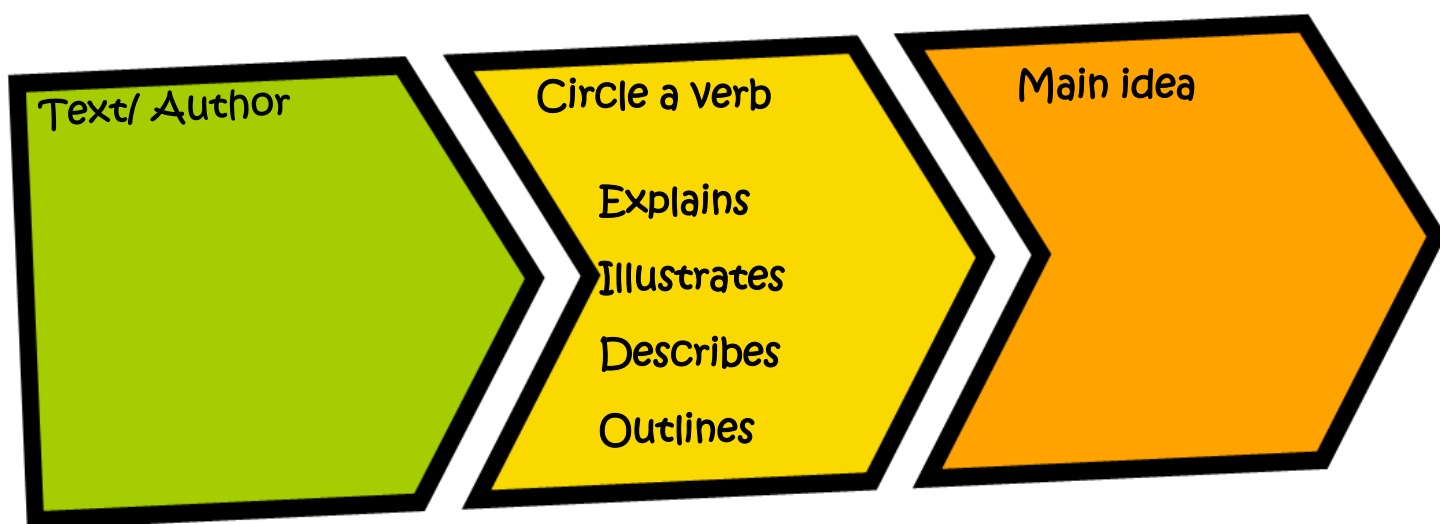 Text/ Author
Circle a verb
Explains
Illustrates
Describes
Outlines
Main idea